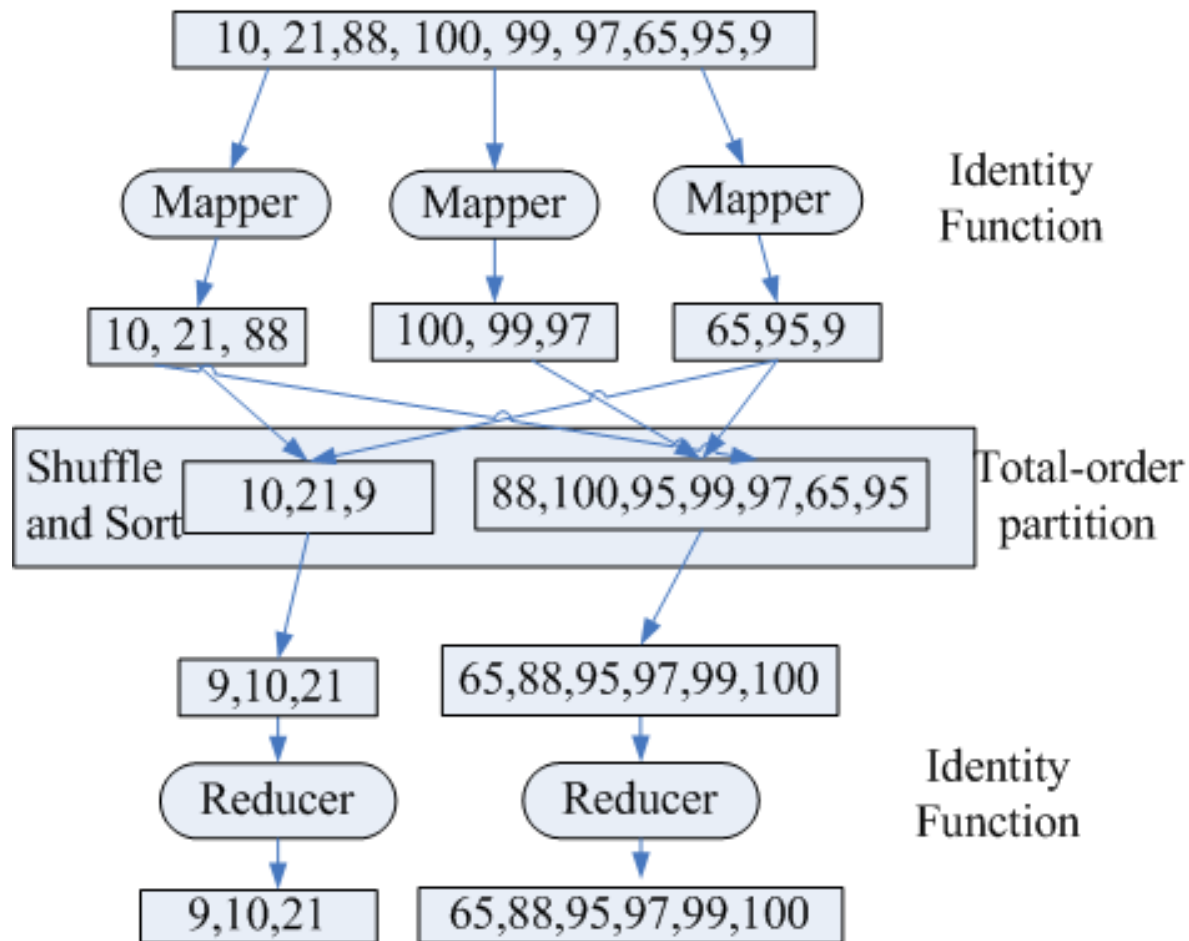 10, 21,88, 100, 99, 97,65,95,9
Mapper
Mapper
Mapper
Identity
Function
10, 21, 88
100, 99,97
65,95,9
Shuffle
and Sort
10,21,9
88,100,95,99,97,65,95
Total-order
partition
9,10,21
65,88,95,97,99,100
Reducer
Reducer
Identity
Function
9,10,21
65,88,95,97,99,100